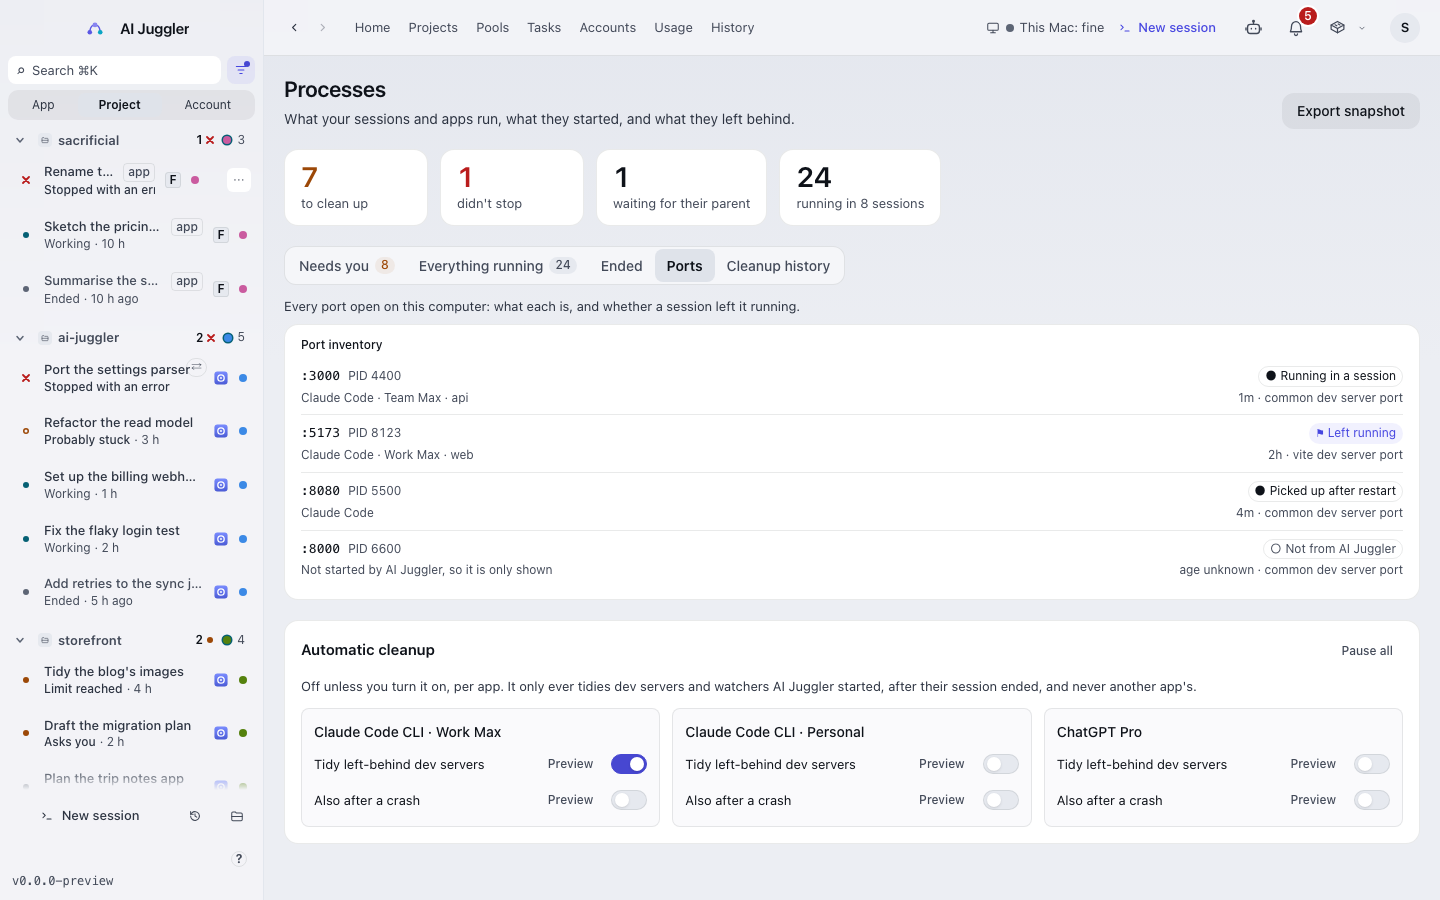 AI Juggler
Search ⌘K
App Project Account
sacrificial 1 3
Rename t... app F
Stopped with an err
Sketch the pricin... app F
Working · 10 h
Summarise the s... app F
Ended · 10 h ago
ai-juggler 2 5
Port the settings parser
Stopped with an error
Refactor the read model
Probably stuck · 3 h
Set up the billing webh...
Working · 1 h
Fix the flaky login test
Working · 2 h
Add retries to the sync j...
Ended · 5 h ago
storefront 2 4
Tidy the blog's images
Limit reached · 4 h
Draft the migration plan
Asks you · 2 h
Plan the trip notes app
New session
?
v0.0.0-preview
Home Projects Pools Tasks Accounts Usage History
This Mac: fine New session 5 S
Processes
What your sessions and apps run, what they started, and what they left behind.
Export snapshot
7
to clean up
1
didn't stop
1
waiting for their parent
24
running in 8 sessions
Needs you 8 Everything running 24 Ended Ports Cleanup history
Every port open on this computer: what each is, and whether a session left it running.
Port inventory
:3000 PID 4400 Running in a session
Claude Code · Team Max · api 1m · common dev server port
:5173 PID 8123 Left running
Claude Code · Work Max · web 2h · vite dev server port
:8080 PID 5500 Picked up after restart
Claude Code 4m · common dev server port
:8000 PID 6600 Not from AI Juggler
Not started by AI Juggler, so it is only shown age unknown · common dev server port
Automatic cleanup Pause all
Off unless you turn it on, per app. It only ever tidies dev servers and watchers AI Juggler started, after their session ended, and never another app's.
Claude Code CLI · Work Max
Tidy left-behind dev servers Preview
Also after a crash Preview
Claude Code CLI · Personal
Tidy left-behind dev servers Preview
Also after a crash Preview
ChatGPT Pro
Tidy left-behind dev servers Preview
Also after a crash Preview